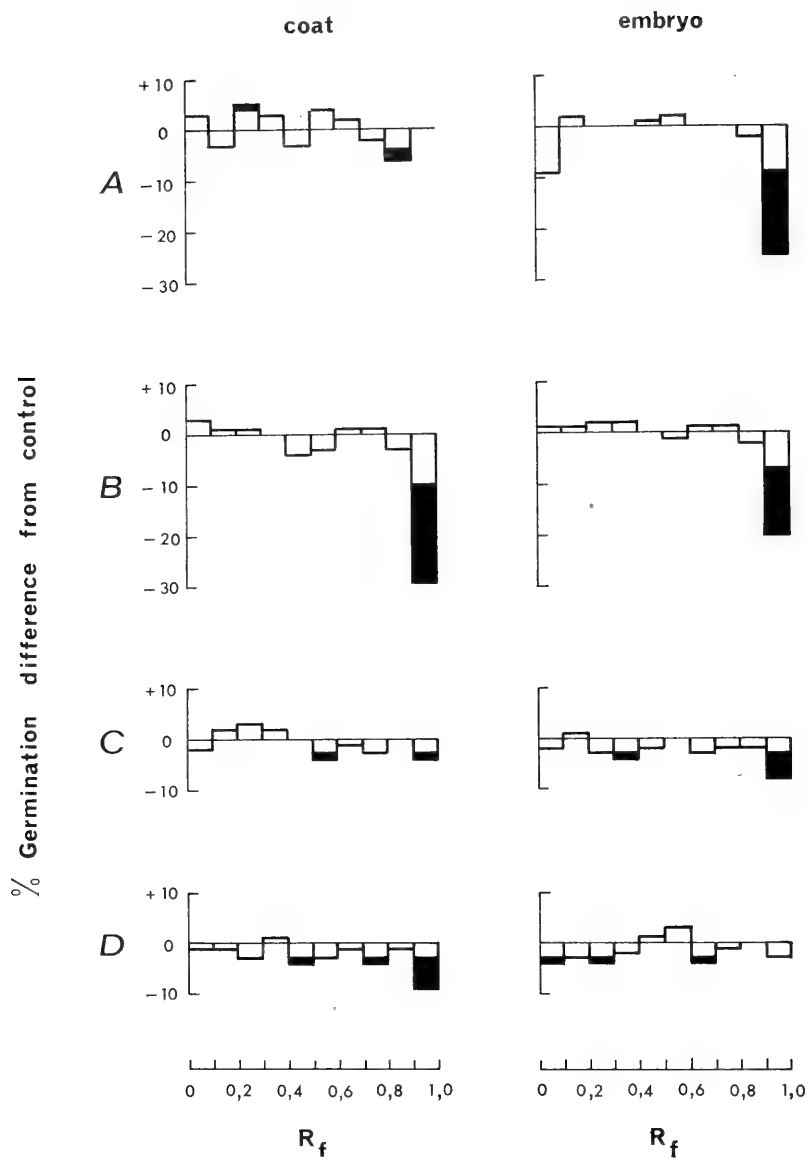 coat
embryo
+10
0
−10
−20
−30
A
+10
0
−10
−20
−30
B
% Germination difference from control
+10
0
−10
C
+10
0
−10
D
0 0,2 0,4 0,6 0,8 1,0
0 0,2 0,4 0,6 0,8 1,0
Rf
Rf